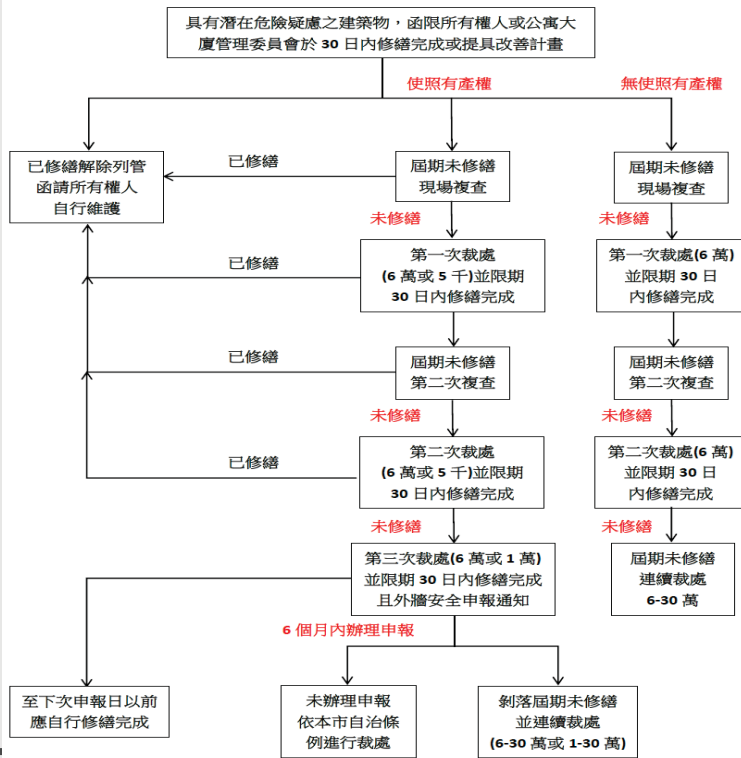 具有潛在危險疑慮之建築物，函限所有權人或公寓大
廈管理委員會於 30 日內修繕完成或提具改善計畫
使照有產權
無使照有產權
已修繕解除列管
函請所有權人
自行維護
已修繕
屆期未修繕
現場複查
屆期未修繕
現場複查
未修繕
未修繕
已修繕
第一次裁處
(6 萬或 5 千)並限期
30 日內修繕完成
第一次裁處(6 萬)
並限期 30 日
內修繕完成
已修繕
屆期未修繕
第二次複查
屆期未修繕
第二次複查
未修繕
未修繕
已修繕
第二次裁處
(6 萬或 5 千)並限期
30 日內修繕完成
第二次裁處(6 萬)
並限期 30 日
內修繕完成
未修繕
未修繕
第三次裁處(6 萬或 1 萬)
並限期 30 日內修繕完成
且外牆安全申報通知
屆期未修繕
連續裁處
6-30 萬
6 個月內辦理申報
至下次申報日以前
應自行修繕完成
未辦理申報
依本市自治條
例進行裁處
剝落屆期未修繕
並連續裁處
(6-30 萬或 1-30 萬)